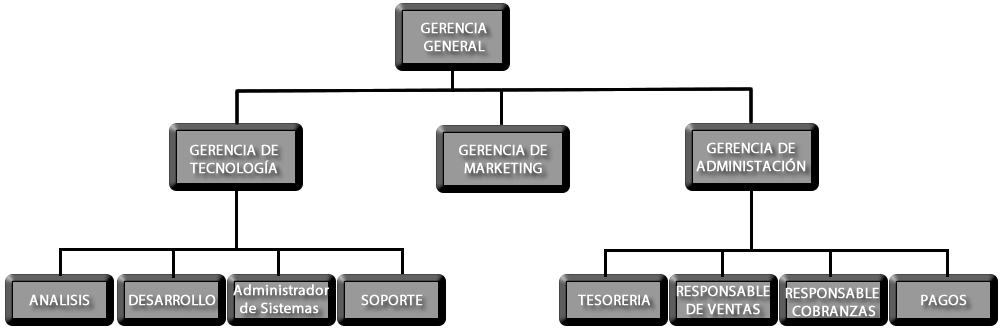 GERENCIA
GENERAL
GERENCIA DE
TECNOLOGÍA
GERENCIA DE
MARKETING
GERENCIA DE
ADMINISTACIÓN
ANALISIS
DESARROLLO
Administrador
de Sistemas
SOPORTE
TESORERIA
RESPONSABLE
DE VENTAS
RESPONSABLE
COBRANZAS
PAGOS